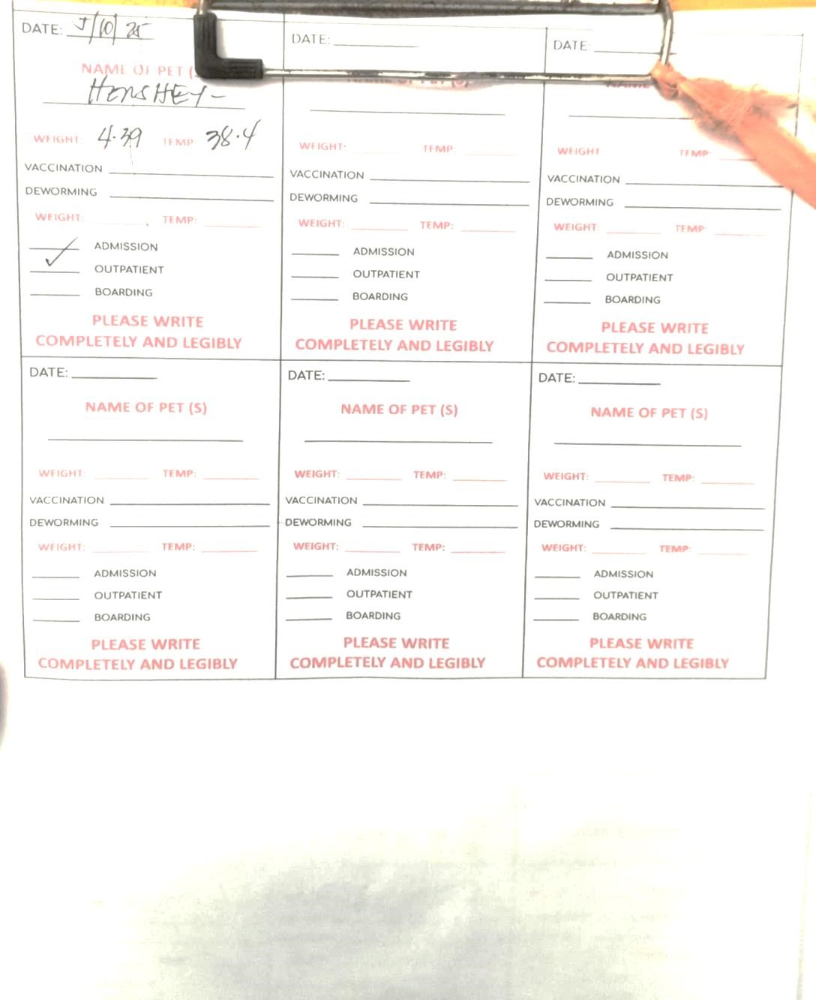 DATE: 5/10/25
NAME OF PET (
HERSHEY
WEIGHT: 4.39 TEMP 38.4
VACCINATION
DEWORMING
WEIGHT: TEMP:
✓ ADMISSION
OUTPATIENT
BOARDING
PLEASE WRITE
COMPLETELY AND LEGIBLY
DATE:
NAME OF PET (S)
WEIGHT: TEMP:
VACCINATION
DEWORMING
WEIGHT: TEMP:
ADMISSION
OUTPATIENT
BOARDING
PLEASE WRITE
COMPLETELY AND LEGIBLY
DATE:
NAME
WEIGHT: TEMP:
VACCINATION
DEWORMING
WEIGHT: TEMP:
ADMISSION
OUTPATIENT
BOARDING
PLEASE WRITE
COMPLETELY AND LEGIBLY
DATE:
NAME OF PET (S)
WEIGHT: TEMP:
VACCINATION
DEWORMING
WEIGHT: TEMP:
ADMISSION
OUTPATIENT
BOARDING
PLEASE WRITE
COMPLETELY AND LEGIBLY
DATE:
NAME OF PET (S)
WEIGHT: TEMP:
VACCINATION
DEWORMING
WEIGHT: TEMP:
ADMISSION
OUTPATIENT
BOARDING
PLEASE WRITE
COMPLETELY AND LEGIBLY
DATE:
NAME OF PET (S)
WEIGHT: TEMP:
VACCINATION
DEWORMING
WEIGHT: TEMP:
ADMISSION
OUTPATIENT
BOARDING
PLEASE WRITE
COMPLETELY AND LEGIBLY